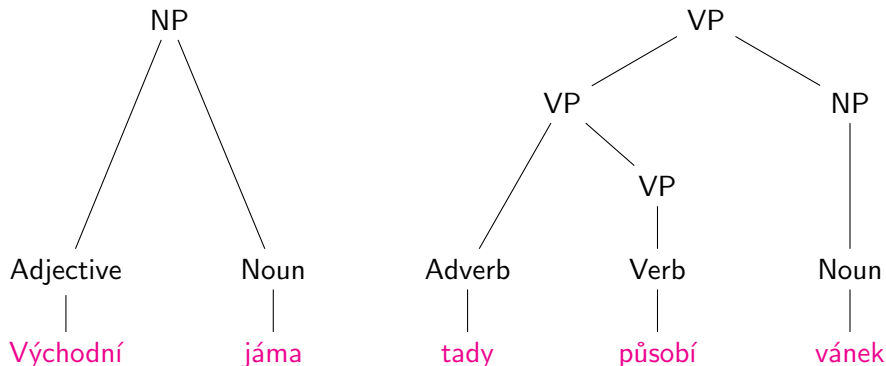 NP VP
VP NP
VP
Adjective Noun Adverb Verb Noun
Východní jáma tady působí vánek